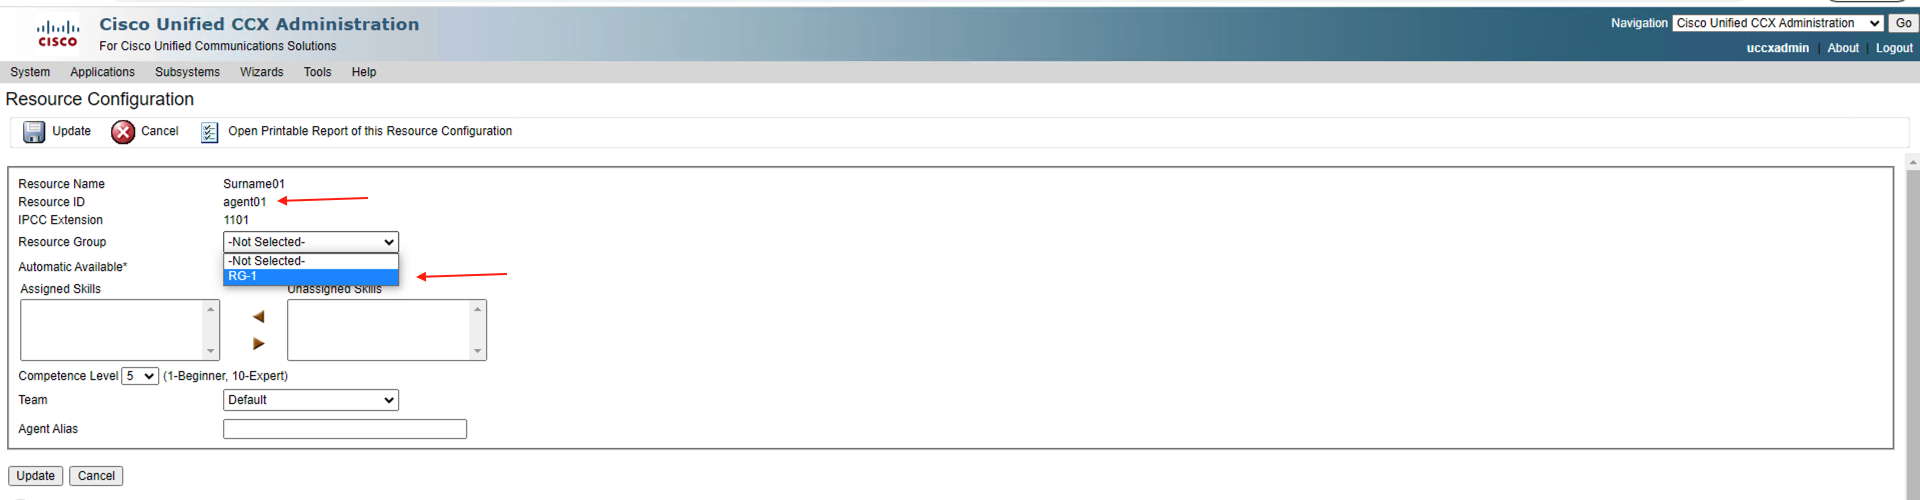 Cisco Unified CCX Administration
For Cisco Unified Communications Solutions
CISCO
Navigation Cisco Unified CCX Administration Go
uccxadmin | About | Logout
System Applications Subsystems Wizards Tools Help
Resource Configuration
Update Cancel Open Printable Report of this Resource Configuration
Resource Name Surname01
Resource ID agent01
IPCC Extension 1101
Resource Group -Not Selected-
-Not Selected-
Automatic Available*
RG-1
Assigned Skills Unassigned Skills
Competence Level 5 (1-Beginner, 10-Expert)
Team Default
Agent Alias
Update Cancel